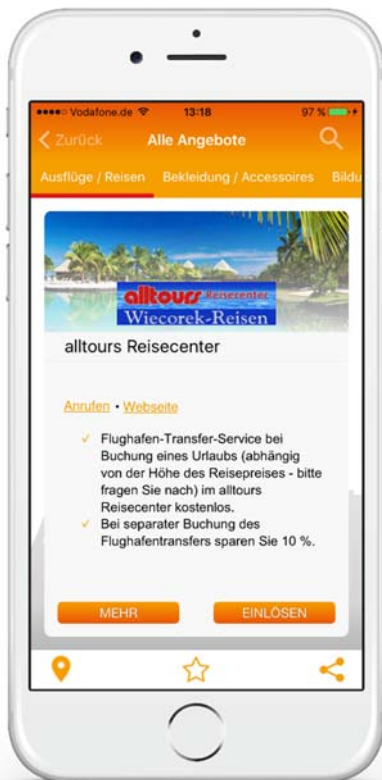 Vodafone.de 13:18 97 %
Zurück Alle Angebote
Ausflüge / Reisen Bekleidung / Accessoires Bildu
alltours Reisecenter
Wiecorek-Reisen
alltours Reisecenter
Anrufen • Webseite
✓ Flughafen-Transfer-Service bei
Buchung eines Urlaubs (abhängig
von der Höhe des Reisepreises - bitte
fragen Sie nach) im alltours
Reisecenter kostenlos.
✓ Bei separater Buchung des
Flughafentransfers sparen Sie 10 %.
MEHR EINLÖSEN